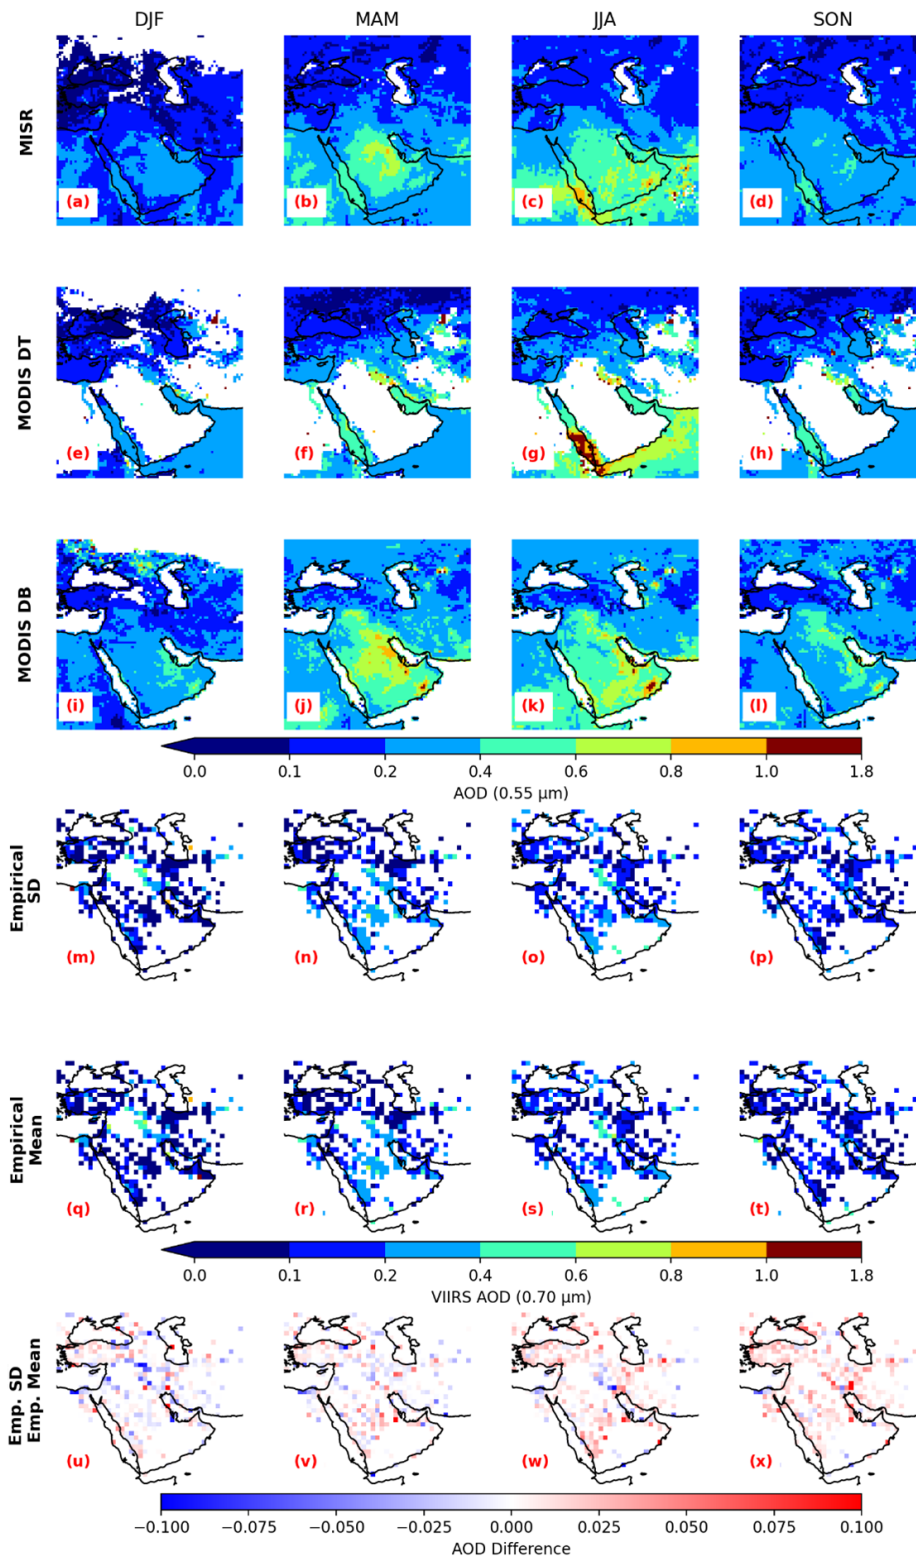 DJF MAM JJA SON
MISR
(a) (b) (c) (d)
MODIS DT
(e) (f) (g) (h)
MODIS DB
(i) (j) (k) (l)
0.0 0.1 0.2 0.4 0.6 0.8 1.0 1.8
AOD (0.55 μm)
Empirical
SD
(m) (n) (o) (p)
Empirical
Mean
(q) (r) (s) (t)
0.0 0.1 0.2 0.4 0.6 0.8 1.0 1.8
VIIRS AOD (0.70 μm)
Emp. SD
Emp. Mean
(u) (v) (w) (x)
−0.100 −0.075 −0.050 −0.025 0.000 0.025 0.050 0.075 0.100
AOD Difference